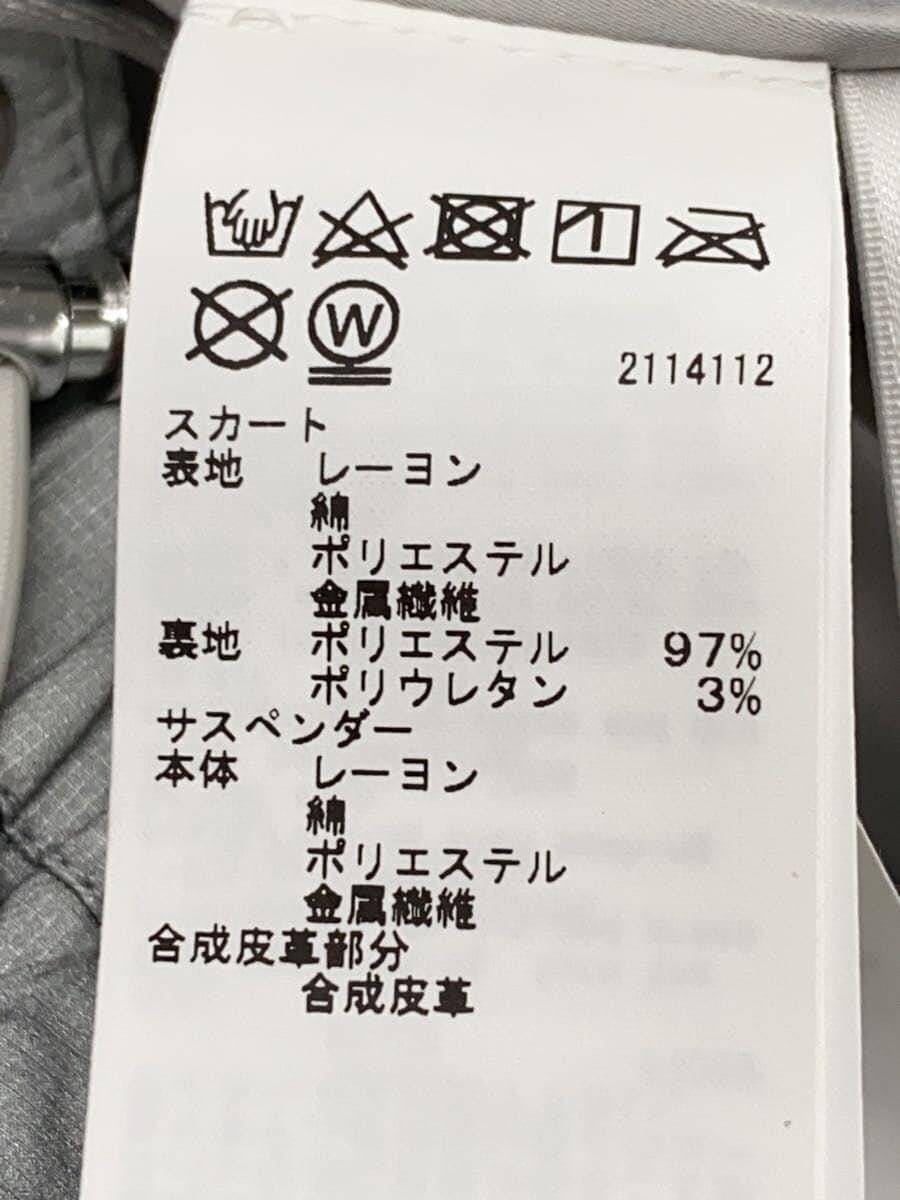 W
2114112
スカート
表地 レーヨン
綿
ポリエステル
金属繊維
裏地 ポリエステル 97%
ポリウレタン 3%
サスペンダー
本体 レーヨン
綿
ポリエステル
金属繊維
合成皮革部分
合成皮革